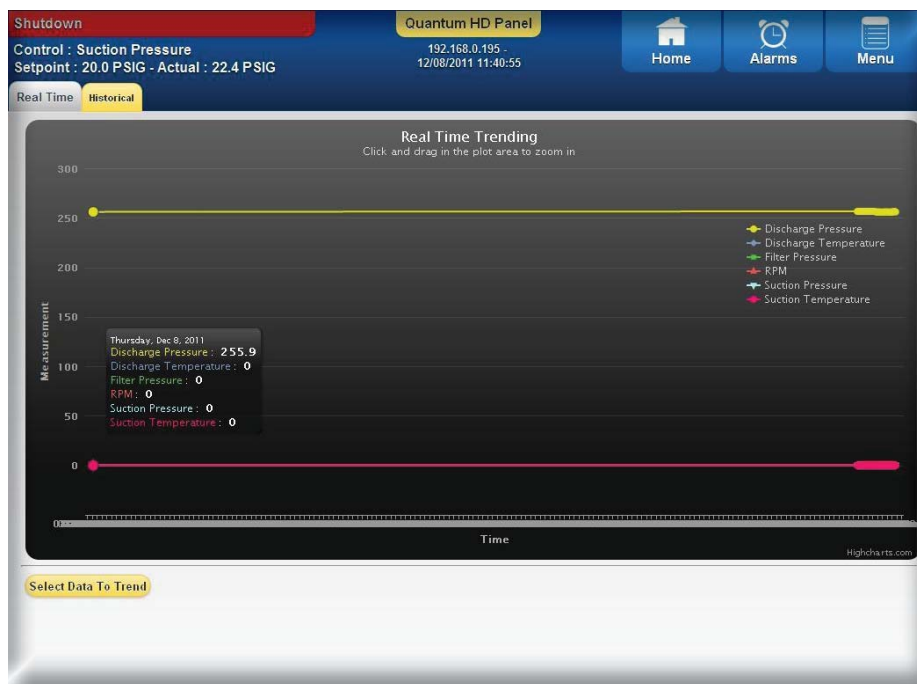 Shutdown
Quantum HD Panel
Control : Suction Pressure
Setpoint : 20.0 PSIG - Actual : 22.4 PSIG
192.168.0.195 -
12/08/2011 11:40:55
Home
Alarms
Menu
Real Time
Historical
Real Time Trending
Click and drag in the plot area to zoom in
Measurement
300
250
200
150
100
50
0
Discharge Pressure
Discharge Temperature
Filter Pressure
RPM
Suction Pressure
Suction Temperature
Thursday, Dec 8, 2011
Discharge Pressure : 255.9
Discharge Temperature : 0
Filter Pressure : 0
RPM : 0
Suction Pressure : 0
Suction Temperature : 0
Time
Highcharts.com
Select Data To Trend